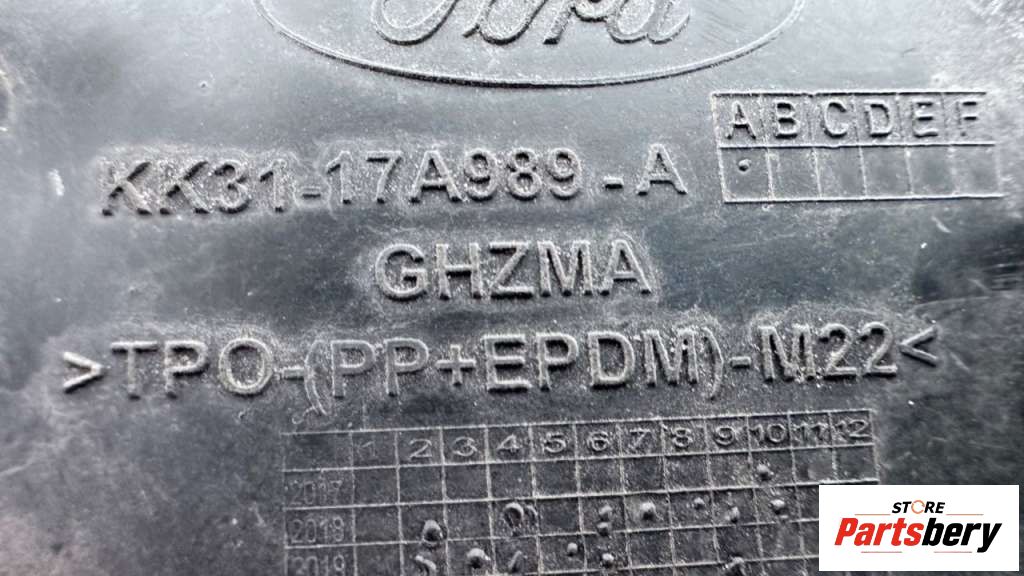 Ford
A B C D E F
KK31-17A989-A
GHZMA
>TPO-(PP+EPDM)-M22<
1 2 3 4 5 6 7 8 9 10 11 12
2017
2018
2019
STORE
Partsbery